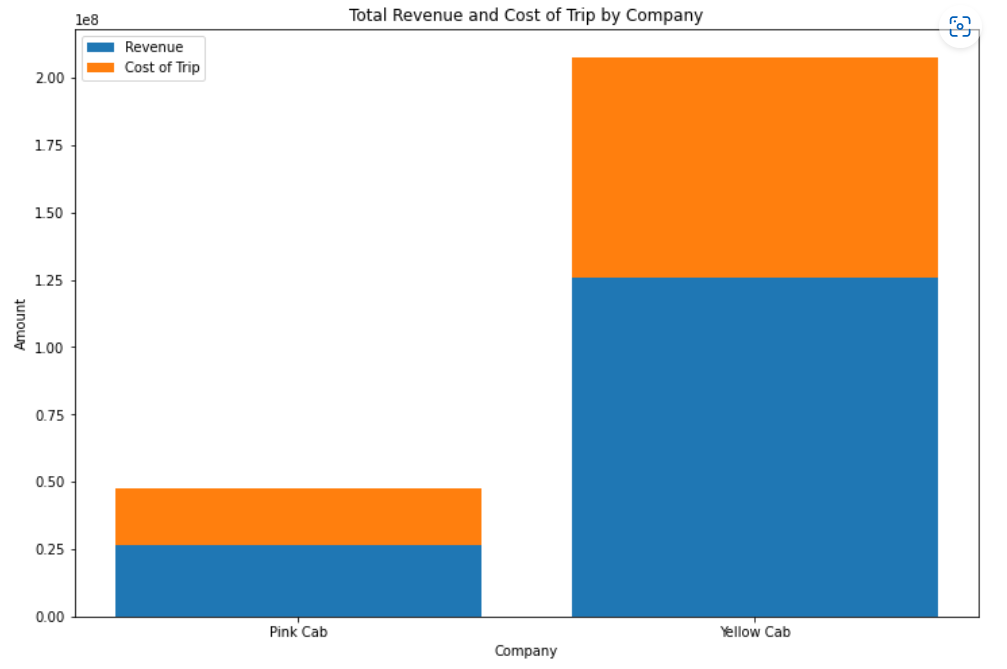 Total Revenue and Cost of Trip by Company
1e8
Revenue
Cost of Trip
2.00
1.75
1.50
1.25
1.00
0.75
0.50
0.25
0.00
Amount
Pink Cab Yellow Cab
Company